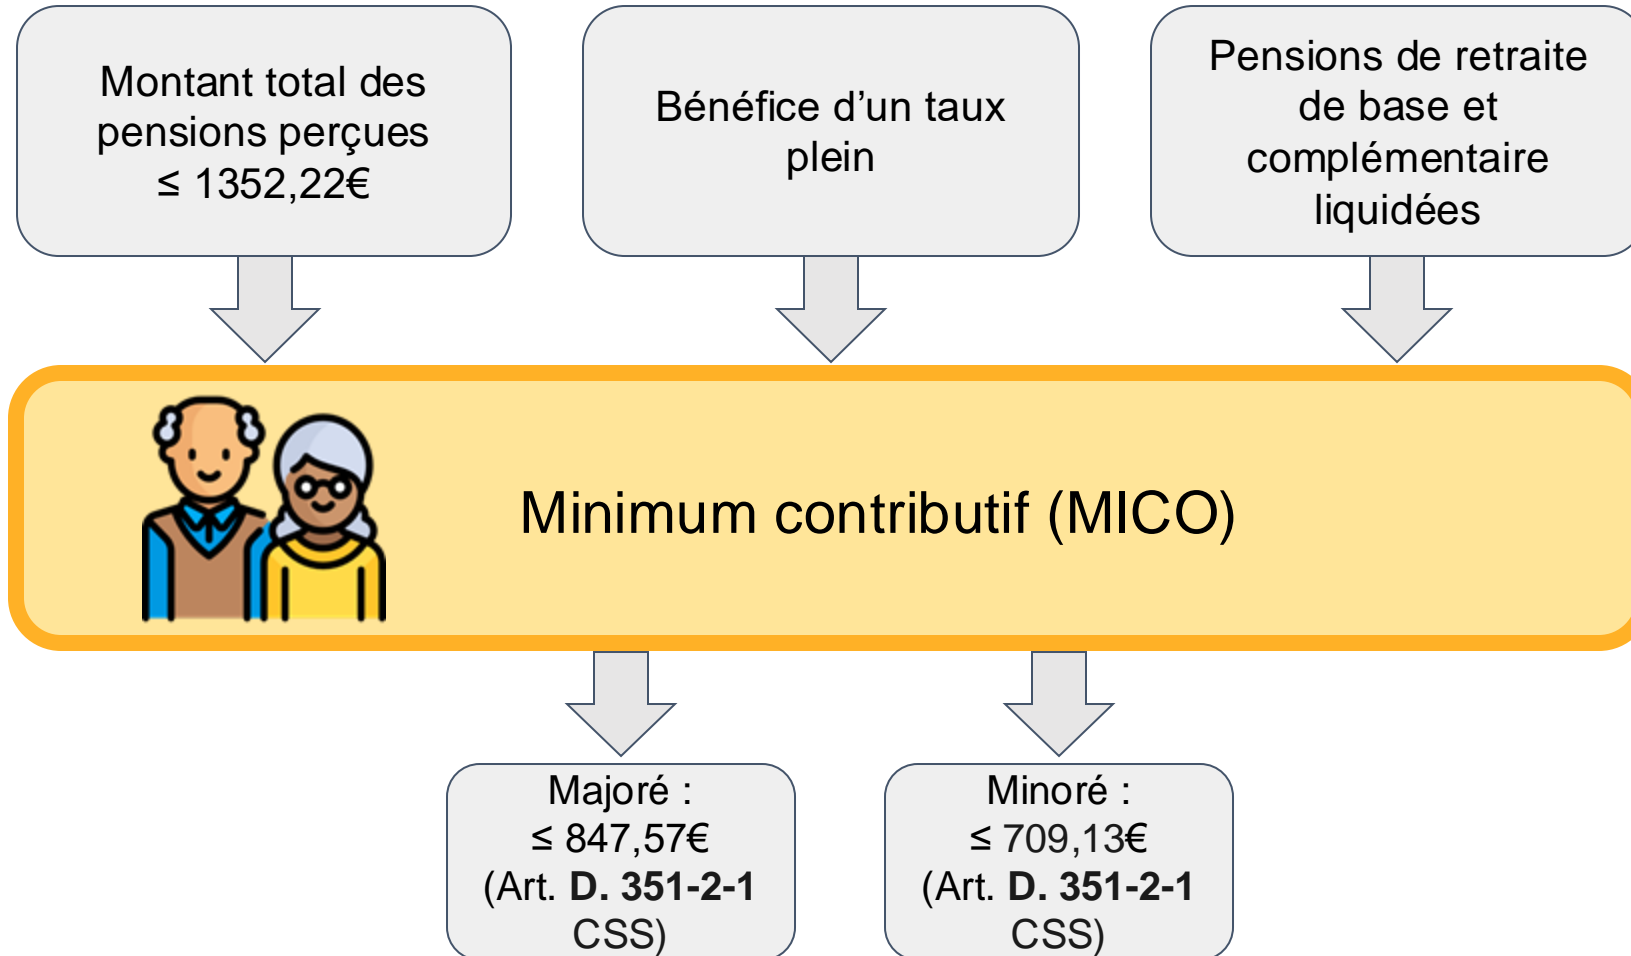 Montant total des
pensions perçues
≤ 1352,22€
Bénéfice d’un taux
plein
Pensions de retraite
de base et
complémentaire
liquidées
Minimum contributif (MICO)
Majoré :
≤ 847,57€
(Art. D. 351-2-1
CSS)
Minoré :
≤ 709,13€
(Art. D. 351-2-1
CSS)